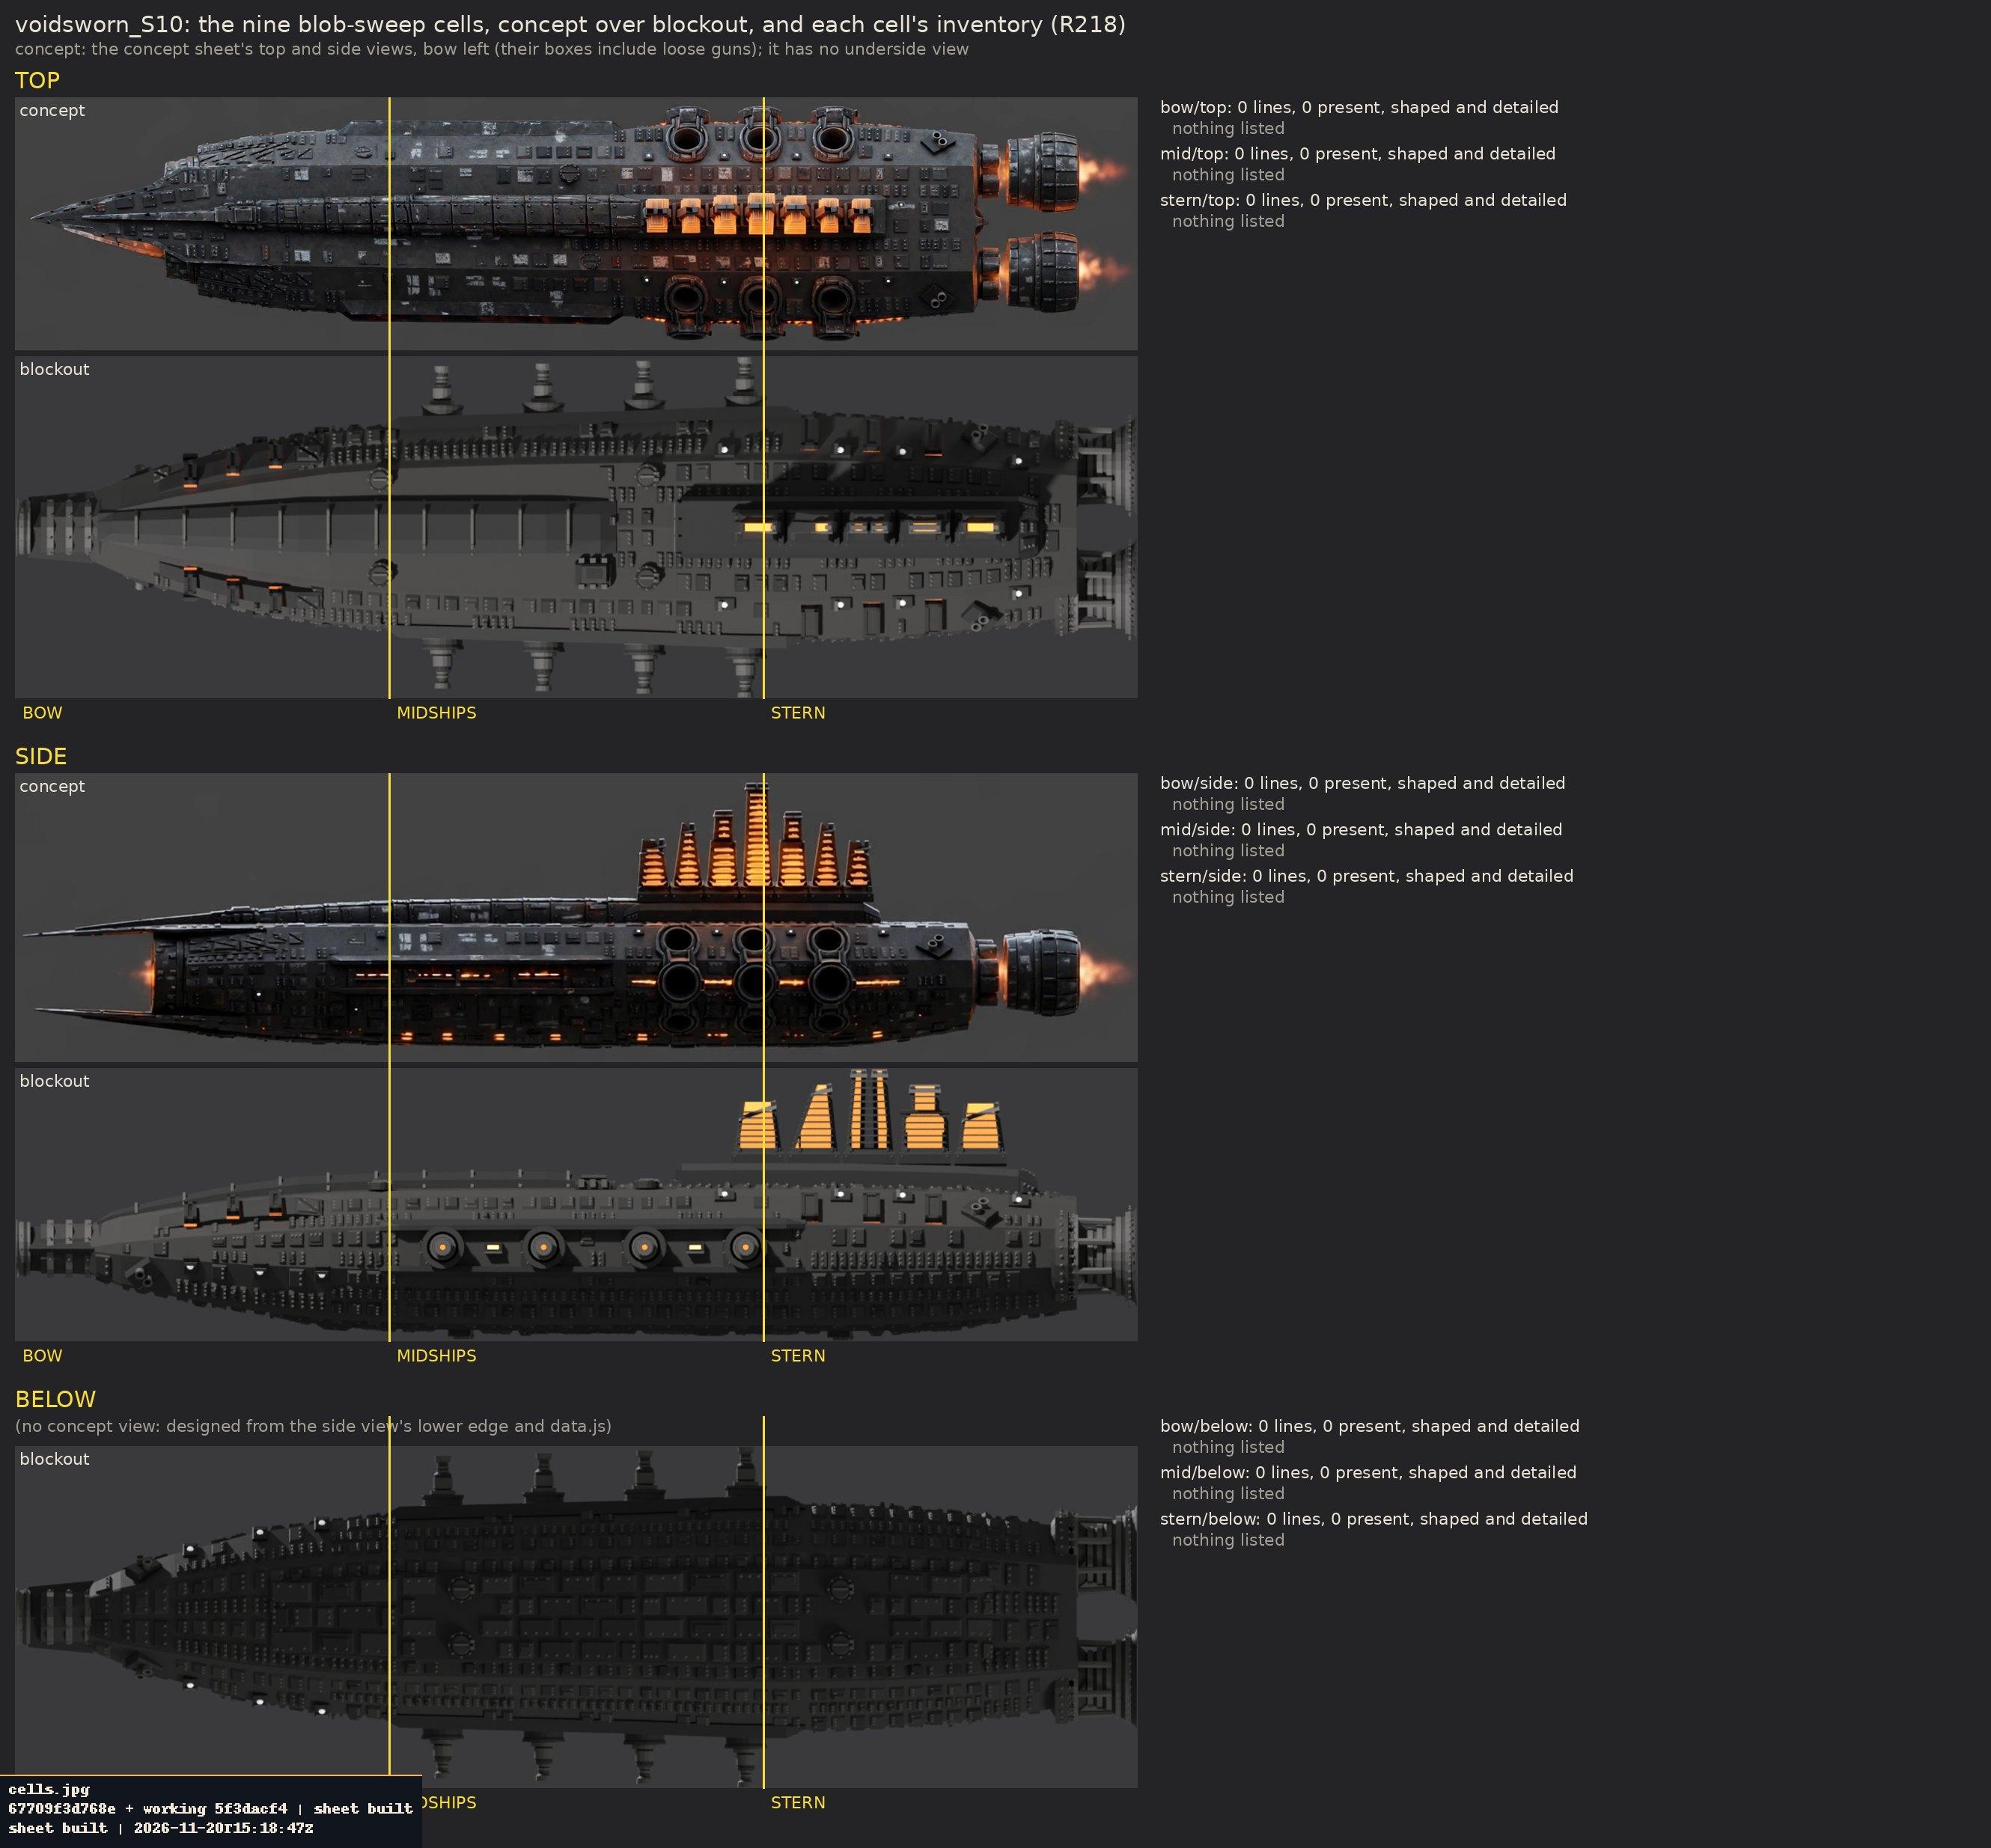 voidsworn_S10: the nine blob-sweep cells, concept over blockout, and each cell's inventory (R218)
concept: the concept sheet's top and side views, bow left (their boxes include loose guns); it has no underside view
TOP
concept
bow/top: 0 lines, 0 present, shaped and detailed
nothing listed
mid/top: 0 lines, 0 present, shaped and detailed
nothing listed
stern/top: 0 lines, 0 present, shaped and detailed
nothing listed
blockout
BOW
MIDSHIPS
STERN
SIDE
concept
bow/side: 0 lines, 0 present, shaped and detailed
nothing listed
mid/side: 0 lines, 0 present, shaped and detailed
nothing listed
stern/side: 0 lines, 0 present, shaped and detailed
nothing listed
blockout
BOW
MIDSHIPS
STERN
BELOW
(no concept view: designed from the side view's lower edge and data.js)
blockout
bow/below: 0 lines, 0 present, shaped and detailed
nothing listed
mid/below: 0 lines, 0 present, shaped and detailed
nothing listed
stern/below: 0 lines, 0 present, shaped and detailed
nothing listed
DSHIPS
STERN
cells.jpg
67709f3d768e + working 5f3dacf4 | sheet built
sheet built | 2026-11-20T15:18:47z